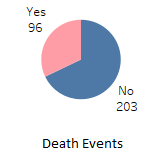 Yes
96
No
203
Death Events